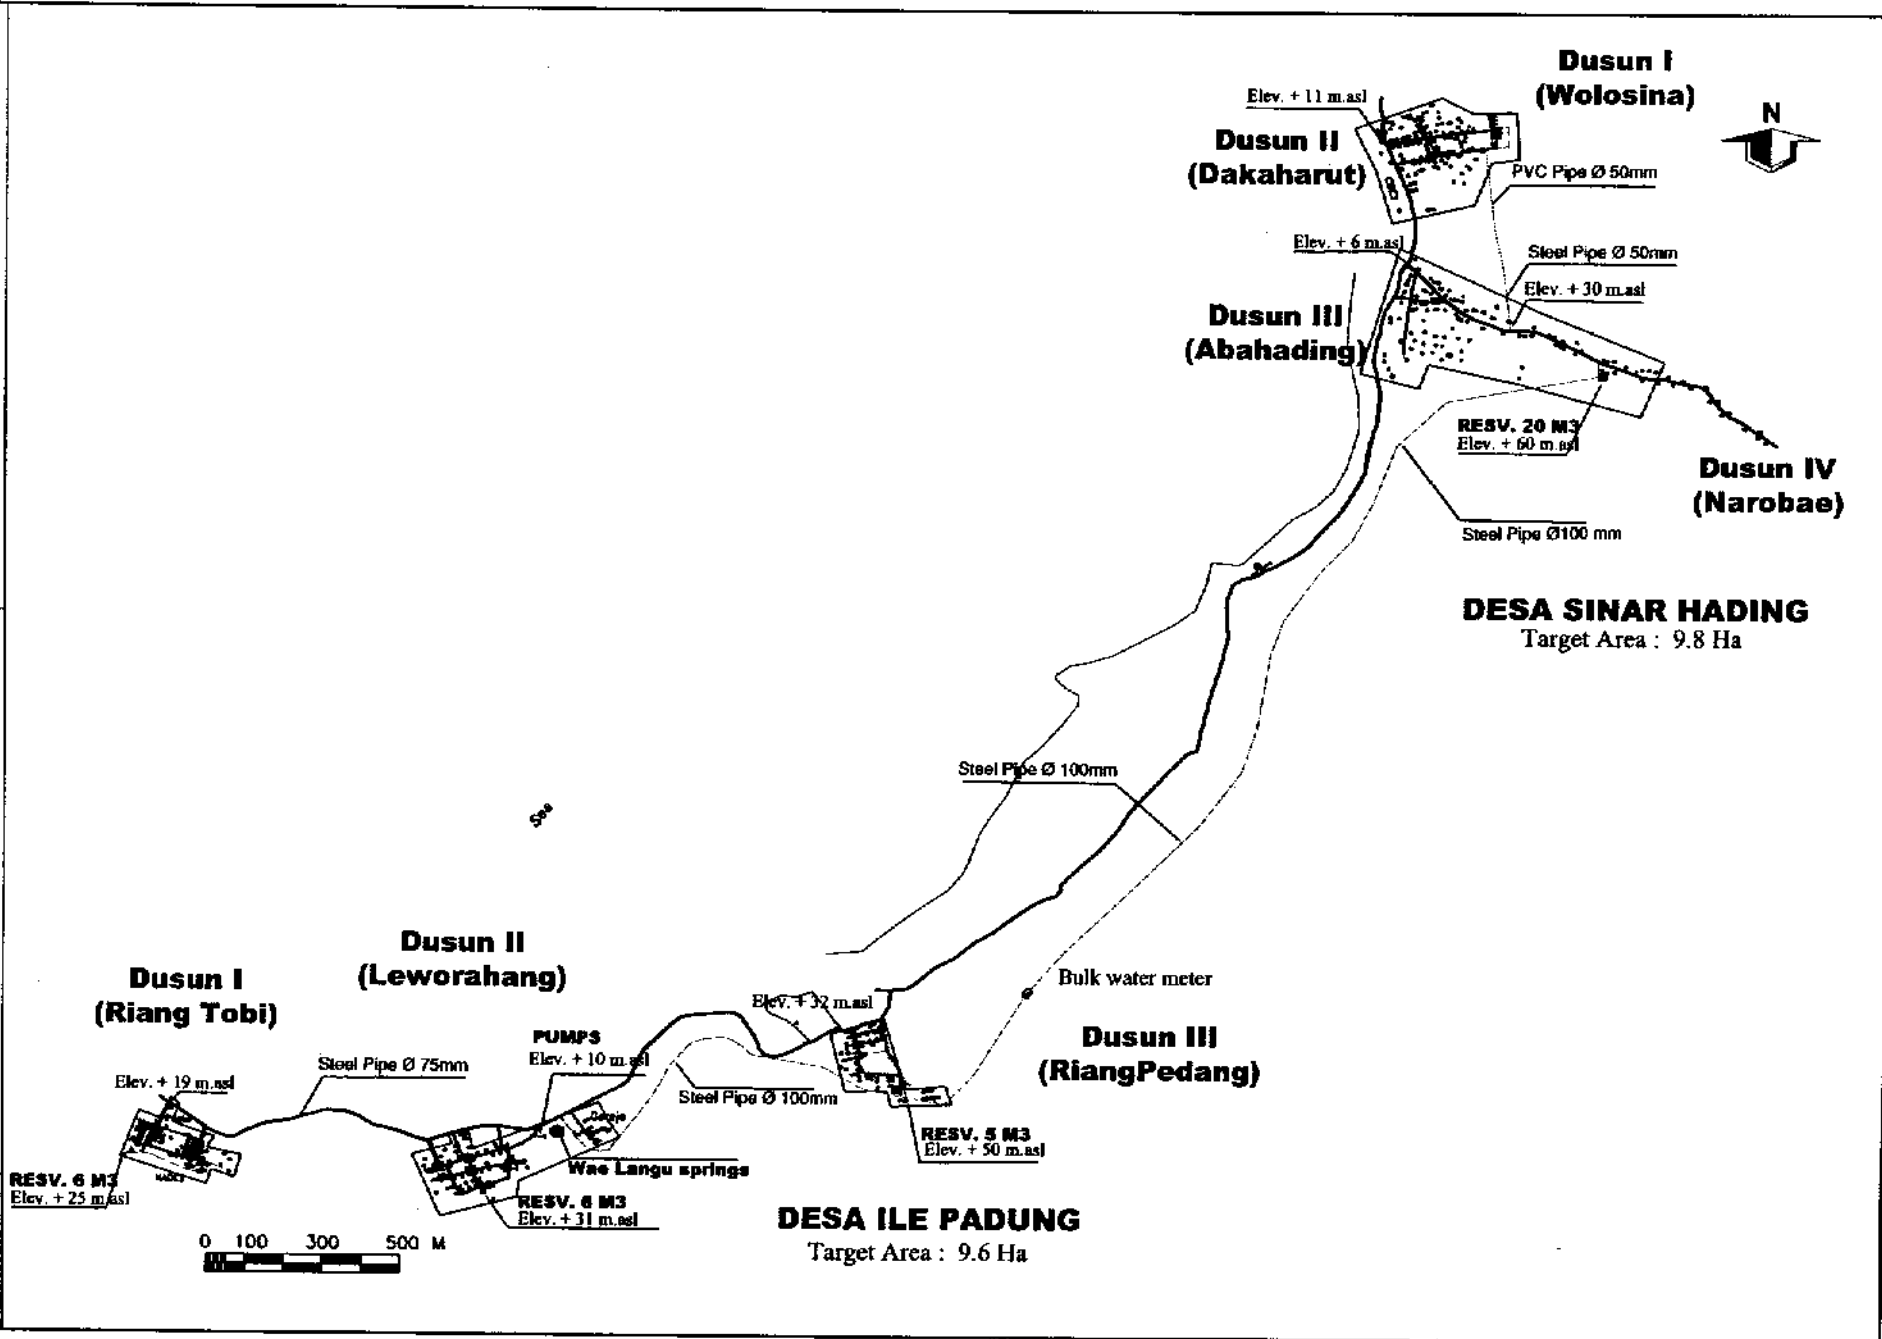 Dusun I
(Wolosina)
N
Elev. + 11 m.asl
Dusun II
(Dakaharut)
PVC Pipe Ø 50mm
Elev. + 6 m.asl
Steel Pipe Ø 50mm
Elev. + 30 m.asl
Dusun III
(Abahading)
RESV. 20 M3
Elev. + 60 m.asl
Dusun IV
(Narobae)
Steel Pipe Ø100 mm
DESA SINAR HADING
Target Area : 9.8 Ha
Steel Pipe Ø 100mm
Sea
Dusun II
(Leworahang)
Dusun I
(Riang Tobi)
Bulk water meter
Elev. + 32 m.asl
Dusun III
(RiangPedang)
PUMPS
Elev. + 10 m.asl
Steel Pipe Ø 75mm
Elev. + 19 m.asl
Steel Pipe Ø 100mm
RESV. 5 M3
Elev. + 50 m.asl
Wae Langu springs
RESV. 6 M3
Elev. + 25 m.asl
RESV. 6 M3
Elev. + 31 m.asl
DESA ILE PADUNG
Target Area : 9.6 Ha
0 100 300 500 M